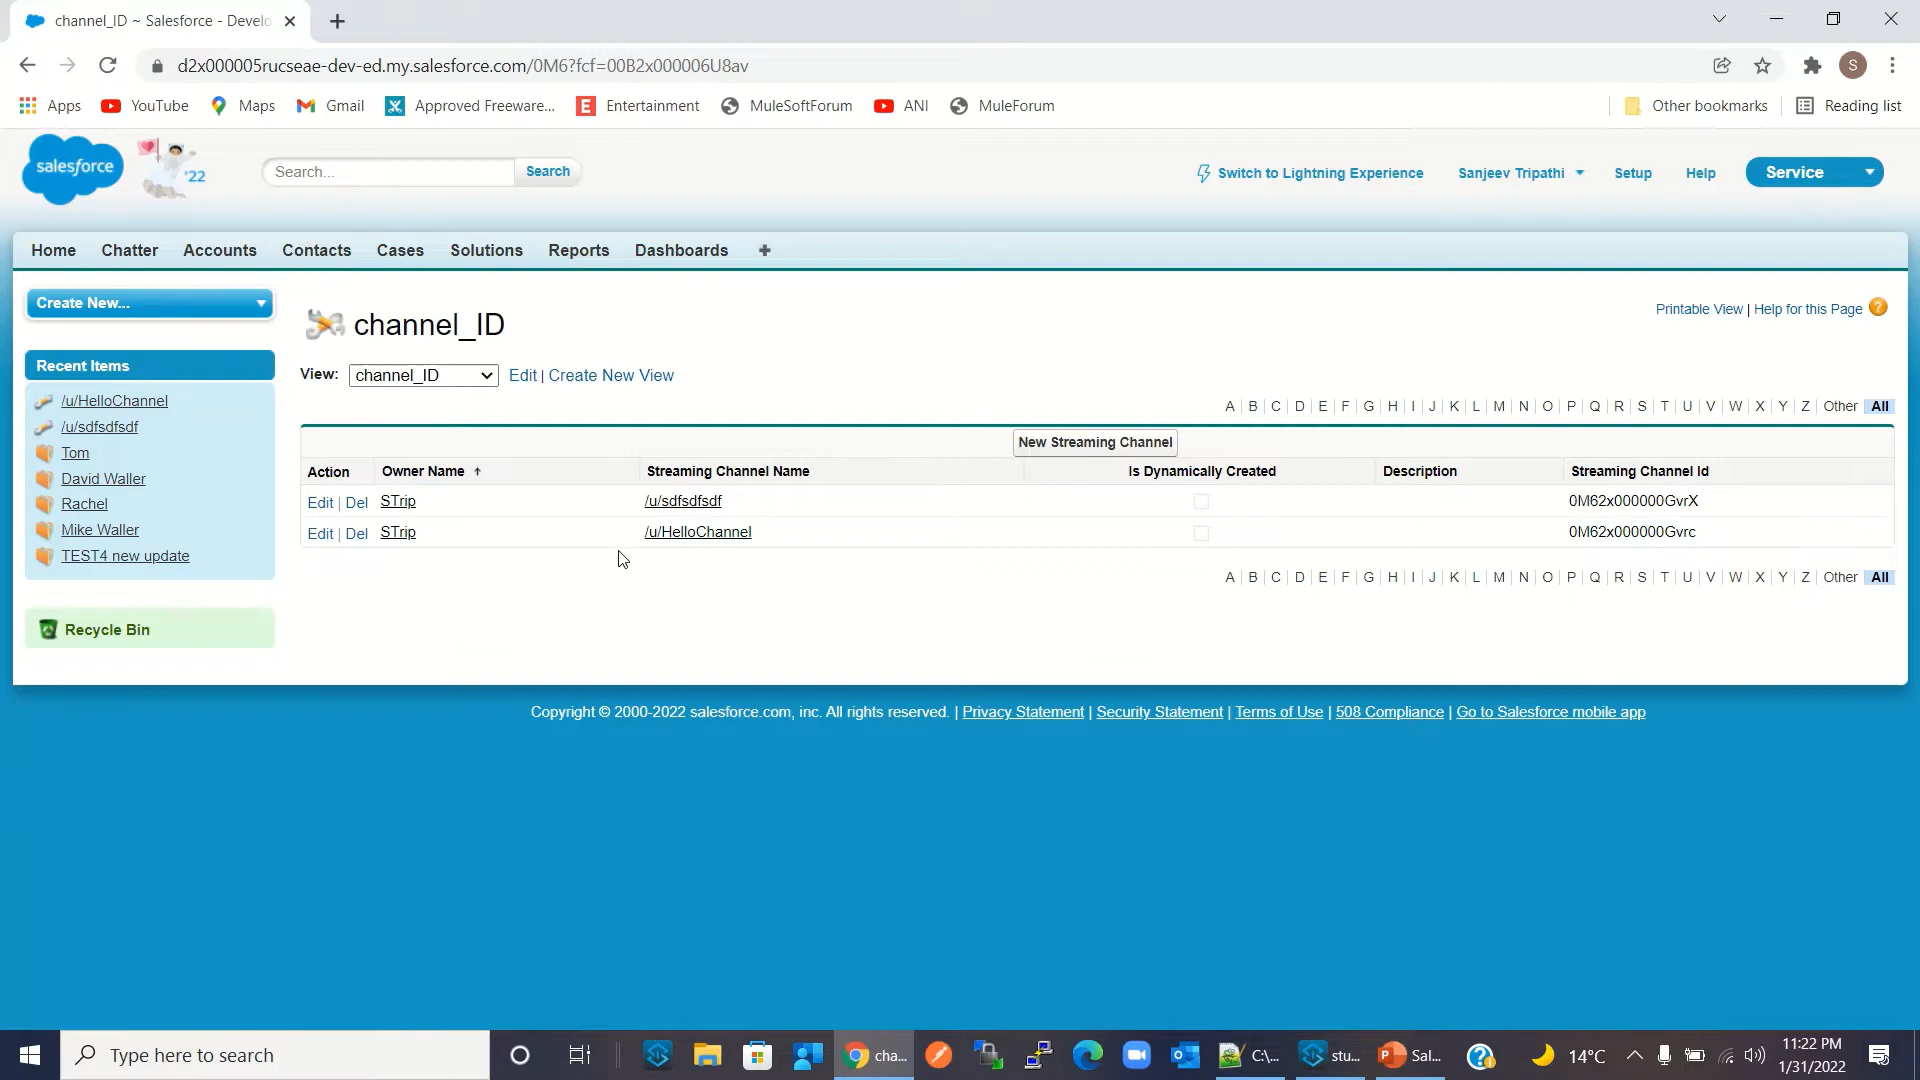 channel_ID ~ Salesforce - Develo
d2x000005rucseae-dev-ed.my.salesforce.com/0M6?fcf=00B2x000006U8av
S
Apps YouTube Maps Gmail Approved Freeware... E Entertainment MuleSoftForum ANI MuleForum Other bookmarks Reading list
salesforce '22 Search... Search Switch to Lightning Experience Sanjeev Tripathi Setup Help Service
Home Chatter Accounts Contacts Cases Solutions Reports Dashboards +
Create New...
Recent Items
/u/HelloChannel
/u/sdfsdfsdf
Tom
David Waller
Rachel
Mike Waller
TEST4 new update
Recycle Bin
channel_ID
Printable View | Help for this Page ?
View: channel_ID Edit | Create New View
A | B | C | D | E | F | G | H | I | J | K | L | M | N | O | P | Q | R | S | T | U | V | W | X | Y | Z | Other | All
New Streaming Channel
Action Owner Name ↑ Streaming Channel Name Is Dynamically Created Description Streaming Channel Id
Edit | Del STrip /u/sdfsdfsdf 0M62x000000GvrX
Edit | Del STrip /u/HelloChannel 0M62x000000Gvrc
A | B | C | D | E | F | G | H | I | J | K | L | M | N | O | P | Q | R | S | T | U | V | W | X | Y | Z | Other | All
Copyright © 2000-2022 salesforce.com, inc. All rights reserved. | Privacy Statement | Security Statement | Terms of Use | 508 Compliance | Go to Salesforce mobile app
Type here to search cha... C:\... stu... Sal... 14°C 11:22 PM
1/31/2022